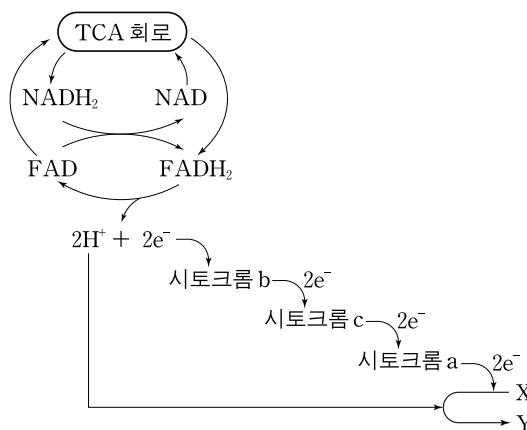 TCA 회로
NADH₂ NAD
FAD FADH₂
2H⁺ + 2e⁻
시토크롬 b 2e⁻
시토크롬 c 2e⁻
시토크롬 a 2e⁻
X
Y